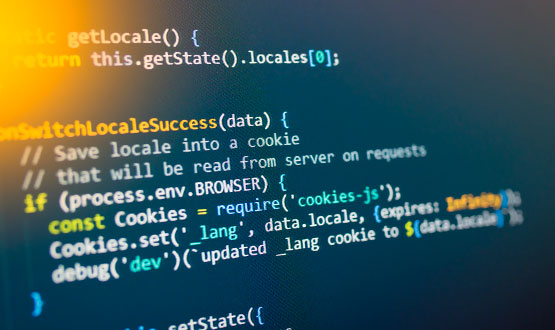 static getLocale() {
return this.getState().locales[0];
onSwitchLocaleSuccess(data) {
// Save locale into a cookie
// that will be read from server on requests
if (process.env.BROWSER) {
const Cookies = require('cookies-js');
Cookies.set('_lang', data.locale, {expires: Infinity});
debug('dev')(`updated _lang cookie to ${data.locale}`);
}
this.setState({